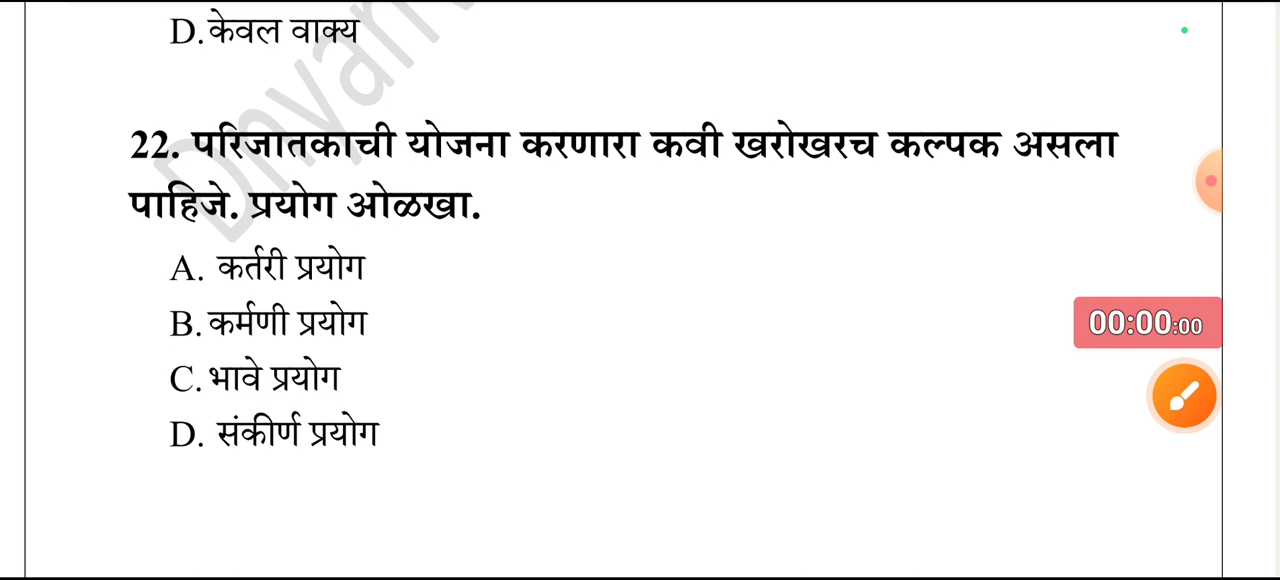 D. केवल वाक्य
22. परिजातकाची योजना करणारा कवी खरोखरच कल्पक असला
पाहिजे. प्रयोग ओळखा.
A. कर्तरी प्रयोग
B. कर्मणी प्रयोग
C. भावे प्रयोग
D. संकीर्ण प्रयोग
00:00:00